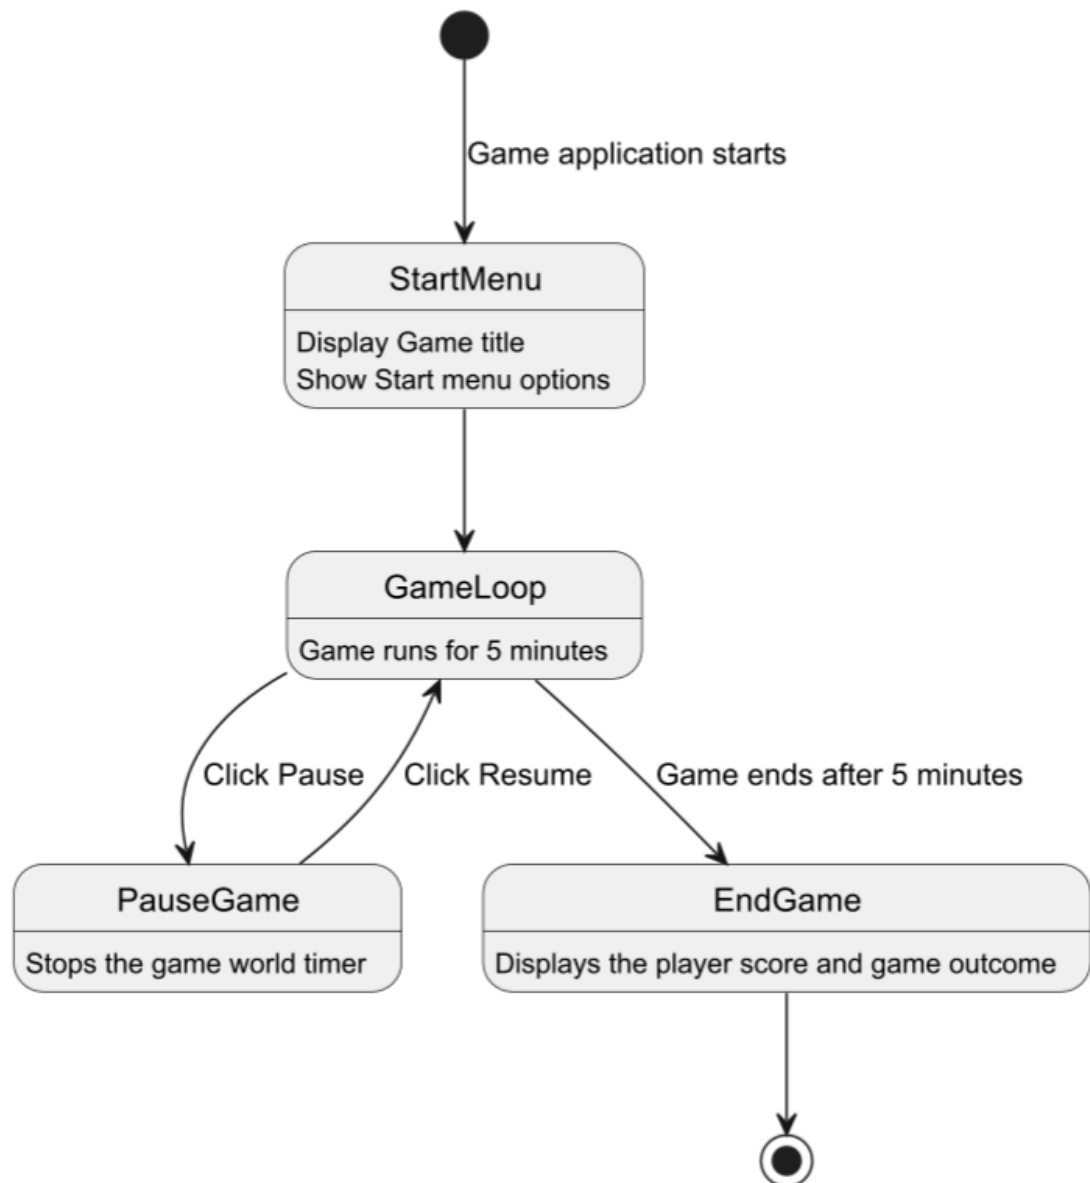 Game application starts
StartMenu
Display Game title
Show Start menu options
GameLoop
Game runs for 5 minutes
Click Pause
Click Resume
Game ends after 5 minutes
PauseGame
Stops the game world timer
EndGame
Displays the player score and game outcome